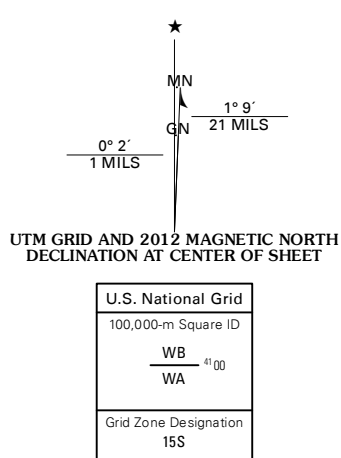 ★
MN
1° 9´
21 MILS
GN
0° 2´
1 MILS
UTM GRID AND 2012 MAGNETIC NORTH
DECLINATION AT CENTER OF SHEET
U.S. National Grid
100,000-m Square ID
WB
4100
WA
Grid Zone Designation
15S